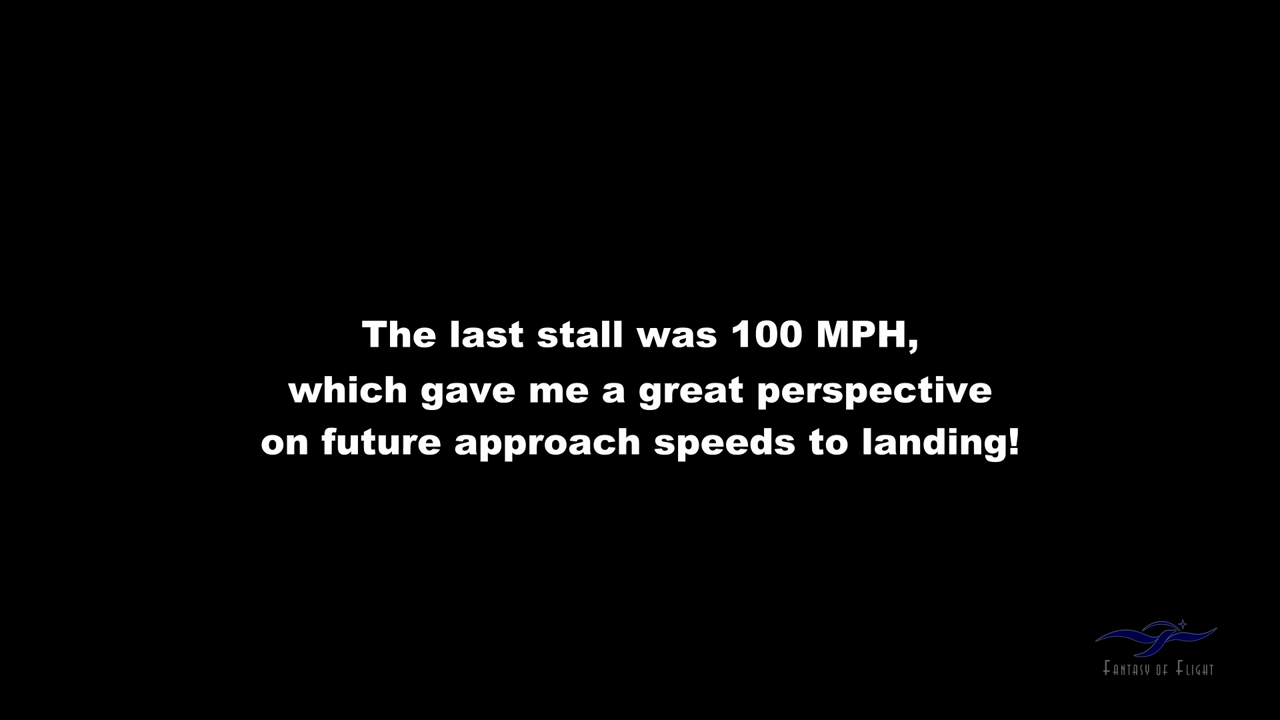 The last stall was 100 MPH,
which gave me a great perspective
on future approach speeds to landing!
FANTASY OF FLIGHT